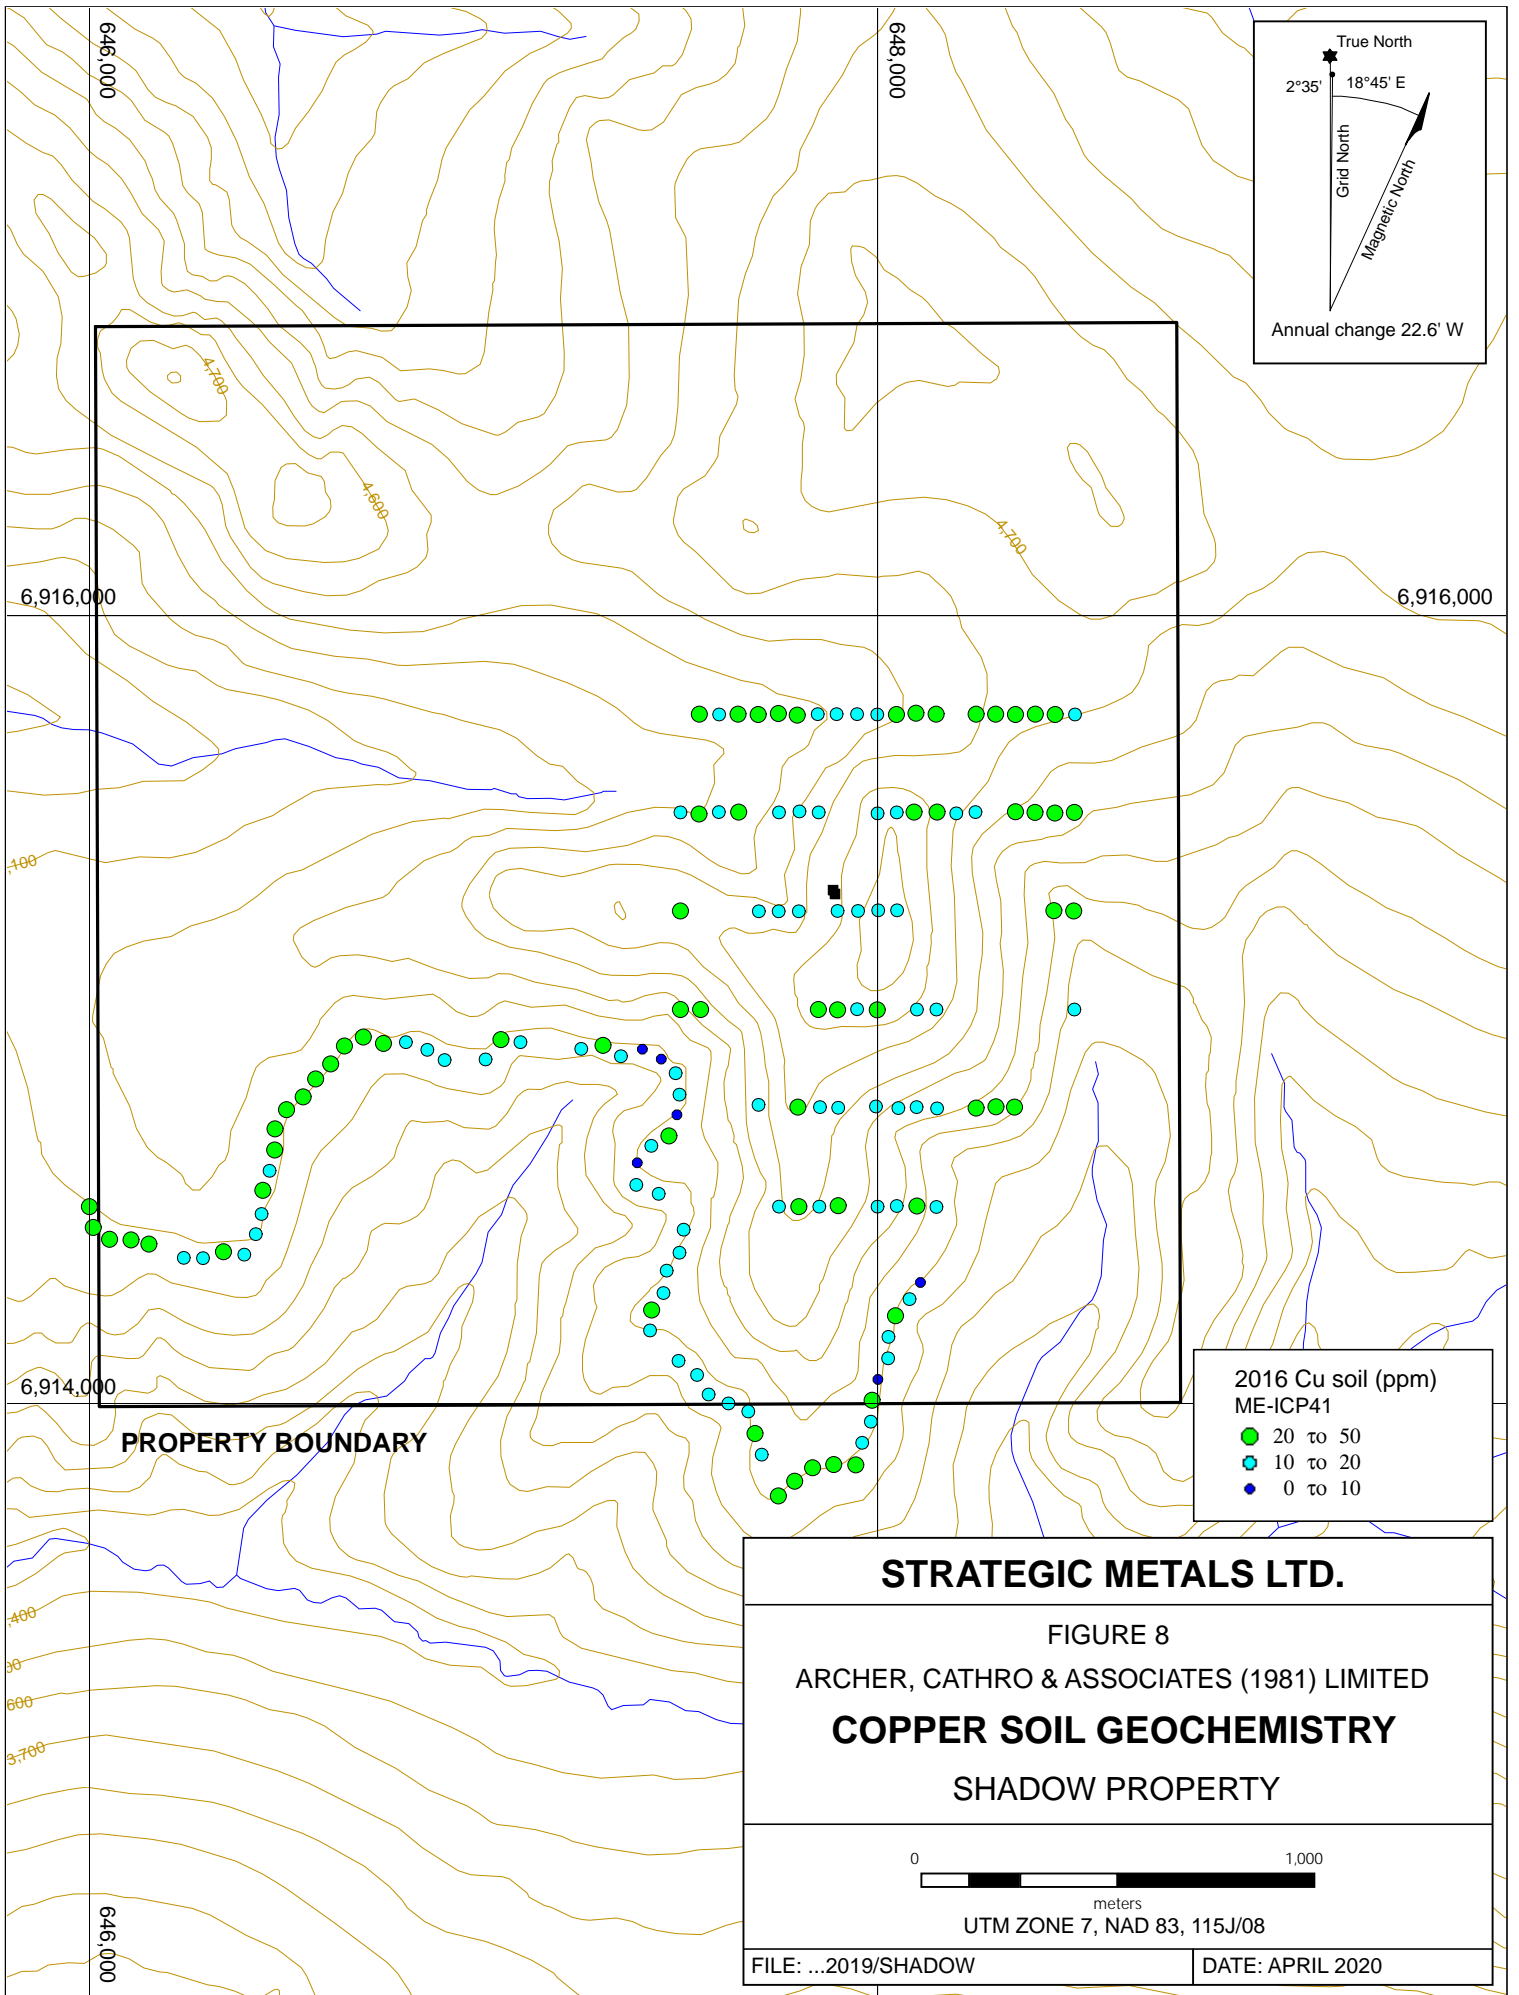 646,000
648,000
True North
2°35'
18°45' E
Grid North
Magnetic North
Annual change 22.6' W
4,700
4,600
4,700
6,916,000
6,916,000
,100
6,914,000
PROPERTY BOUNDARY
2016 Cu soil (ppm)
ME-ICP41
20 to 50
10 to 20
0 to 10
,400
00
600
3,700
STRATEGIC METALS LTD.
FIGURE 8
ARCHER, CATHRO & ASSOCIATES (1981) LIMITED
COPPER SOIL GEOCHEMISTRY
SHADOW PROPERTY
0 1,000
meters
UTM ZONE 7, NAD 83, 115J/08
646,000
FILE: ...2019/SHADOW
DATE: APRIL 2020